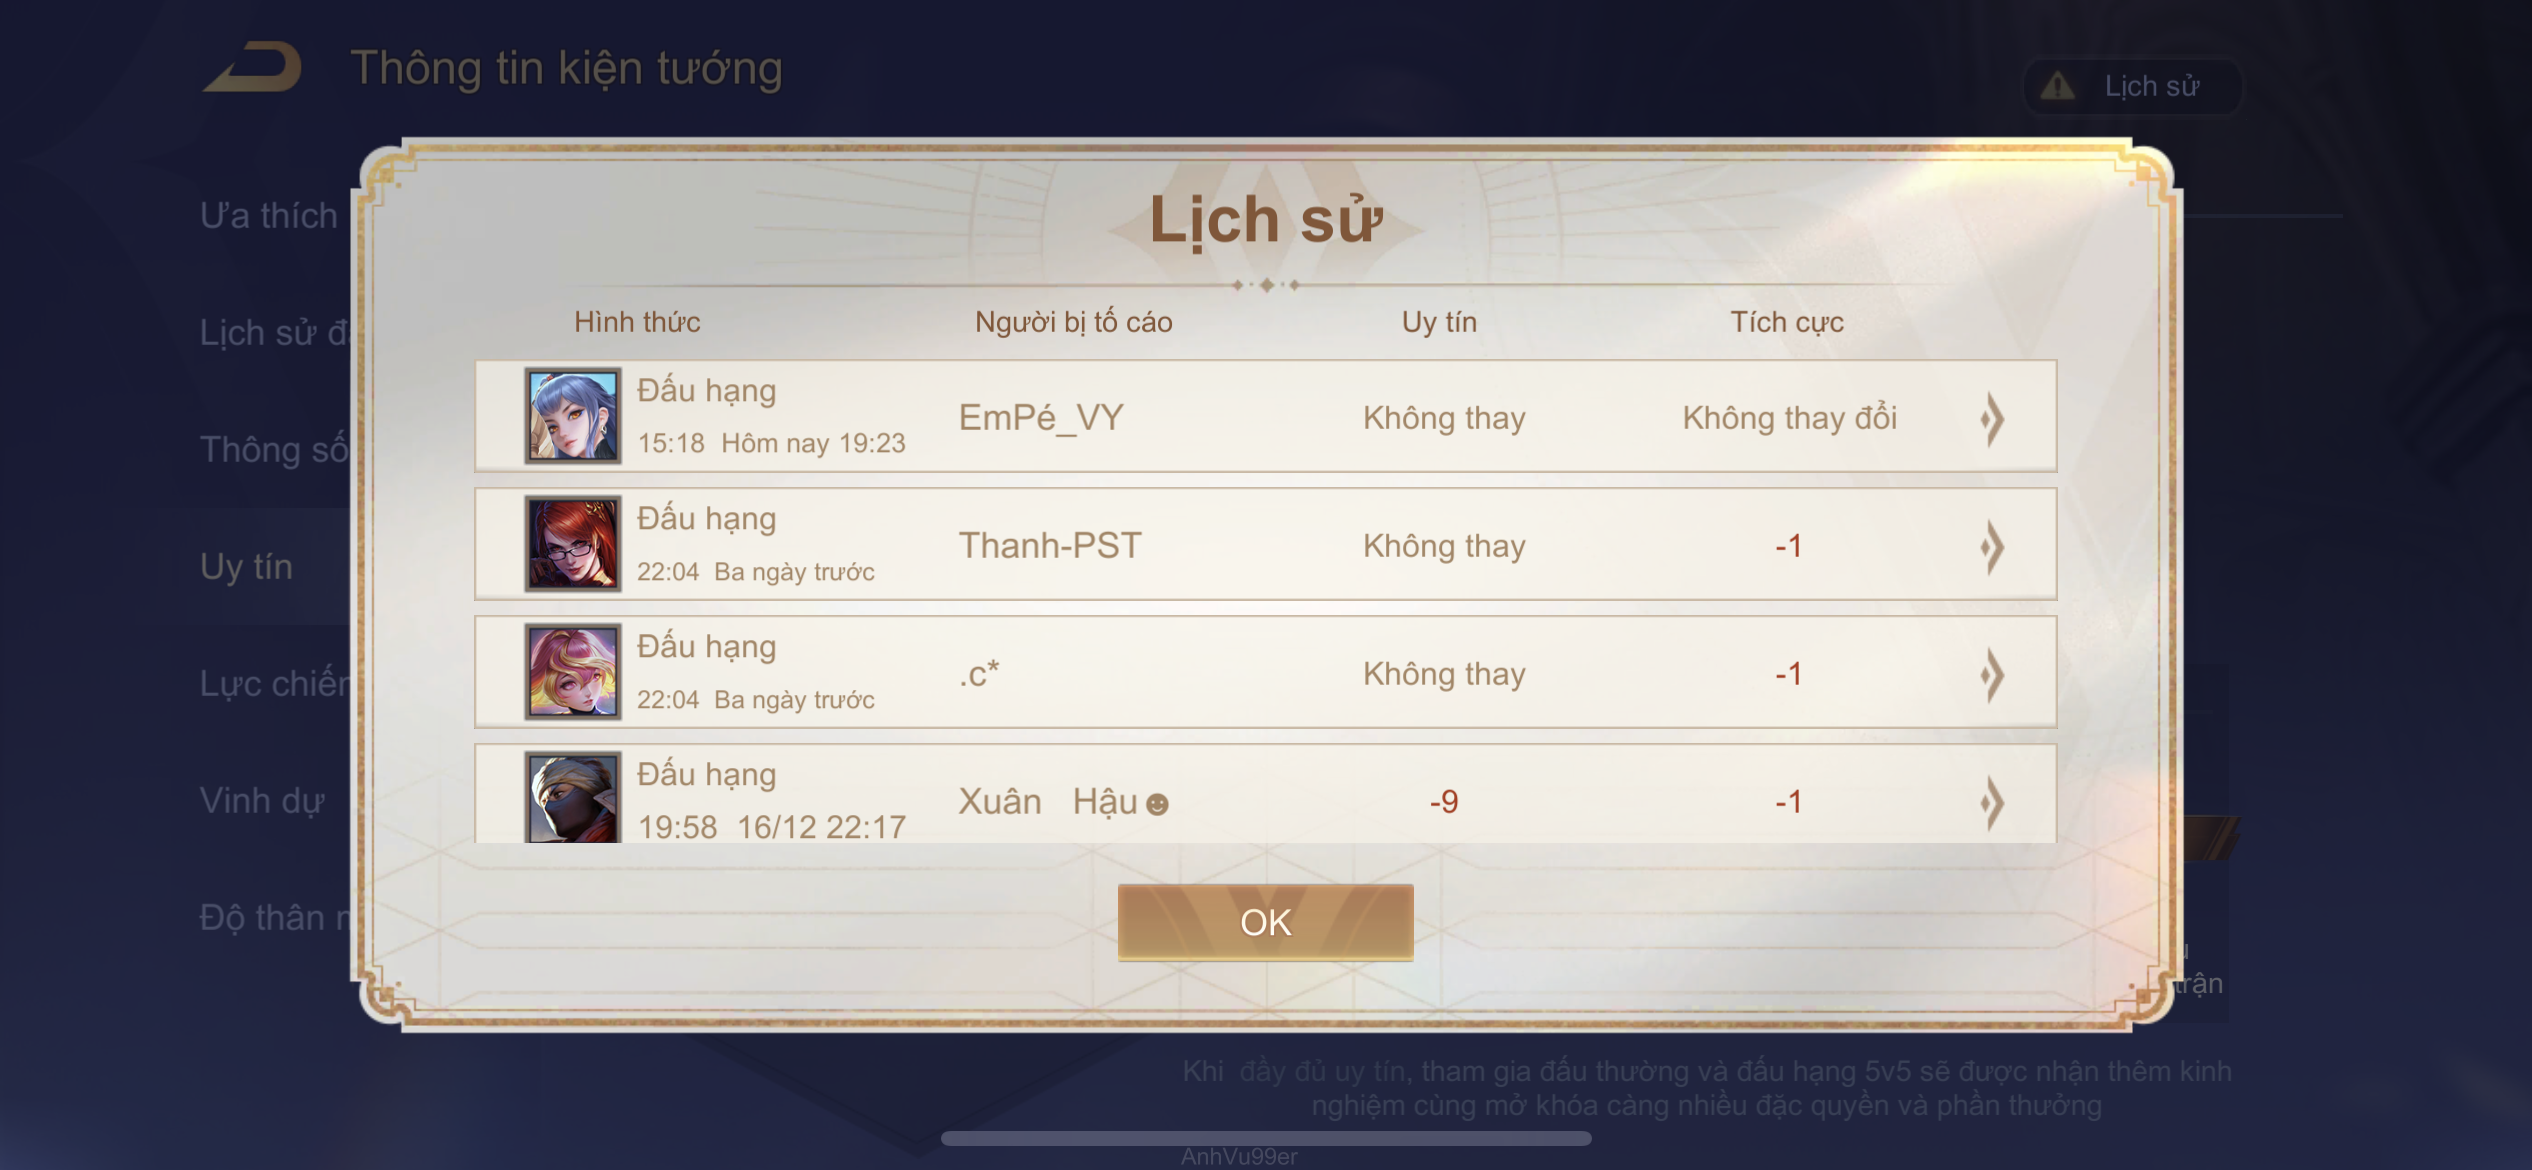 Thông tin kiện tướng
Lịch sử
Ưa thích
Lịch sử
Thông số
Uy tín
Lực chiến
Vinh dự
Độ thân
Lịch sử
Hình thức Người bị tố cáo Uy tín Tích cực
Đấu hạng
15:18 Hôm nay 19:23
EmPé_VY Không thay Không thay đổi
Đấu hạng
22:04 Ba ngày trước
Thanh-PST Không thay -1
Đấu hạng
22:04 Ba ngày trước
.c* Không thay -1
Đấu hạng
19:58 16/12 22:17
Xuân Hậu☻ -9 -1
OK
trận
Khi đầy đủ uy tín, tham gia đấu thường và đấu hạng 5v5 sẽ được nhận thêm kinh
nghiệm cùng mở khóa càng nhiều đặc quyền và phần thưởng
AnhVu99er